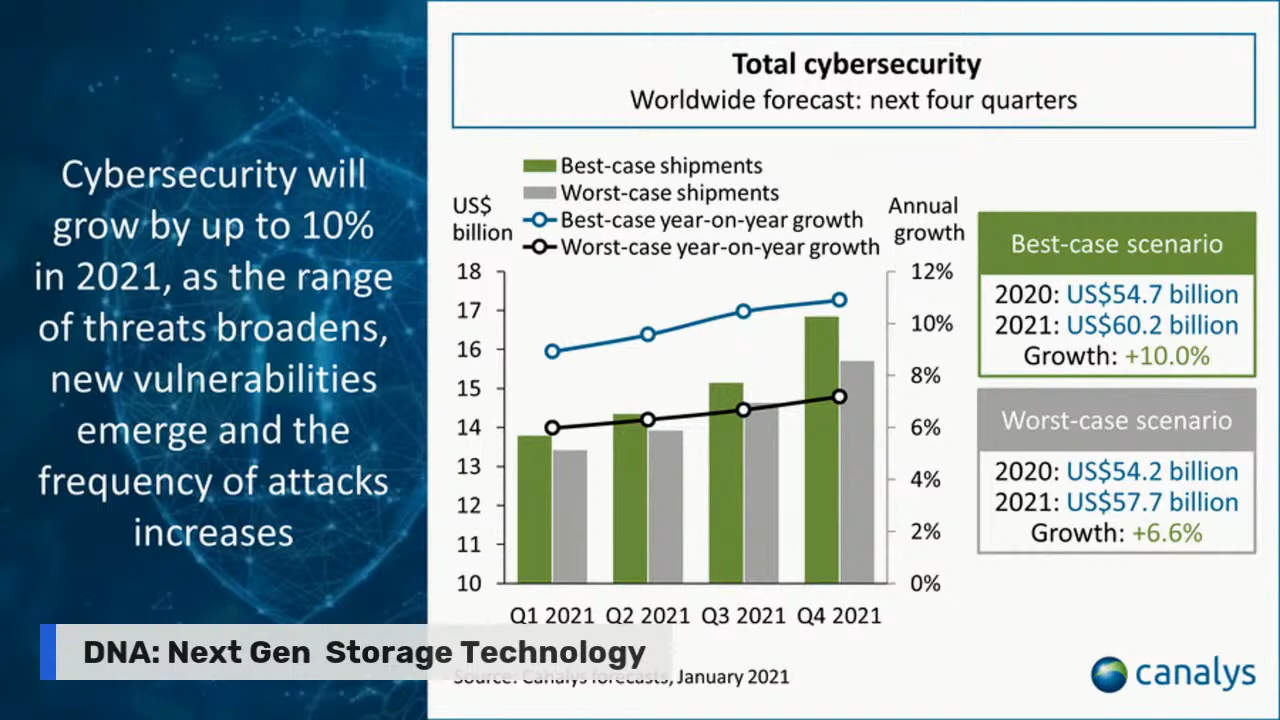 Cybersecurity will
grow by up to 10%
in 2021, as the range
of threats broadens,
new vulnerabilities
emerge and the
frequency of attacks
increases
Total cybersecurity
Worldwide forecast: next four quarters
Best-case shipments
Worst-case shipments
Best-case year-on-year growth
Worst-case year-on-year growth
US$
billion
Annual
growth
18
17
16
15
14
13
12
11
10
12%
10%
8%
6%
4%
2%
0%
Q1 2021 Q2 2021 Q3 2021 Q4 2021
Best-case scenario
2020: US$54.7 billion
2021: US$60.2 billion
Growth: +10.0%
Worst-case scenario
2020: US$54.2 billion
2021: US$57.7 billion
Growth: +6.6%
DNA: Next Gen Storage Technology
Source: Canalys forecasts, January 2021
canalys